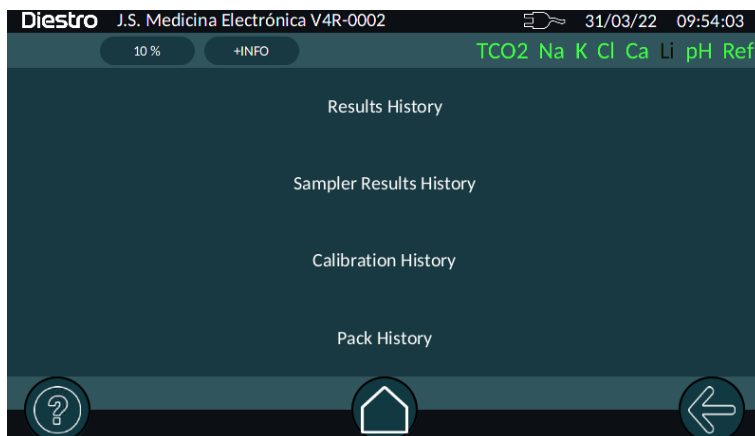 Diestro J.S. Medicina Electrónica V4R-0002 31/03/22 09:54:03
10 % +INFO TCO2 Na K Cl Ca Li pH Ref
Results History
Sampler Results History
Calibration History
Pack History
?